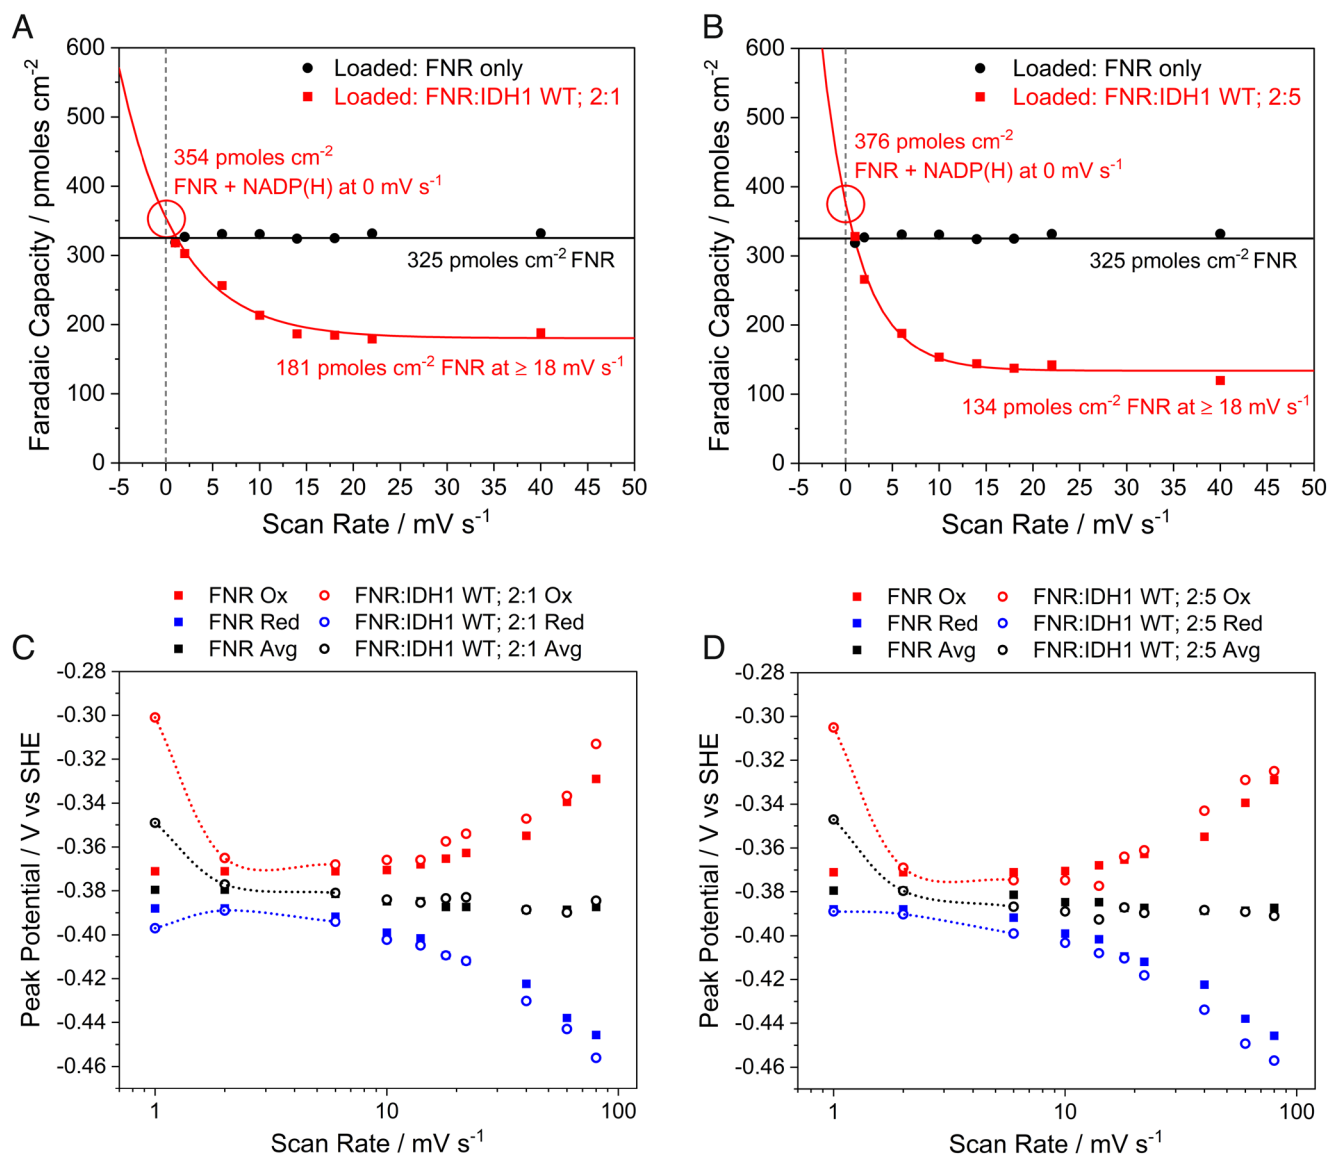 A
Faradaic Capacity / pmoles cm⁻²
600
500
400
300
200
100
0
Loaded: FNR only
Loaded: FNR:IDH1 WT; 2:1
354 pmoles cm⁻²
FNR + NADP(H) at 0 mV s⁻¹
325 pmoles cm⁻² FNR
181 pmoles cm⁻² FNR at ≥ 18 mV s⁻¹
-5 0 5 10 15 20 25 30 35 40 45 50
Scan Rate / mV s⁻¹
B
Faradaic Capacity / pmoles cm⁻²
600
500
400
300
200
100
0
Loaded: FNR only
Loaded: FNR:IDH1 WT; 2:5
376 pmoles cm⁻²
FNR + NADP(H) at 0 mV s⁻¹
325 pmoles cm⁻² FNR
134 pmoles cm⁻² FNR at ≥ 18 mV s⁻¹
-5 0 5 10 15 20 25 30 35 40 45 50
Scan Rate / mV s⁻¹
C
FNR Ox FNR:IDH1 WT; 2:1 Ox
FNR Red FNR:IDH1 WT; 2:1 Red
FNR Avg FNR:IDH1 WT; 2:1 Avg
Peak Potential / V vs SHE
-0.28
-0.30
-0.32
-0.34
-0.36
-0.38
-0.40
-0.42
-0.44
-0.46
1 10 100
Scan Rate / mV s⁻¹
D
FNR Ox FNR:IDH1 WT; 2:5 Ox
FNR Red FNR:IDH1 WT; 2:5 Red
FNR Avg FNR:IDH1 WT; 2:5 Avg
Peak Potential / V vs SHE
-0.28
-0.30
-0.32
-0.34
-0.36
-0.38
-0.40
-0.42
-0.44
-0.46
1 10 100
Scan Rate / mV s⁻¹